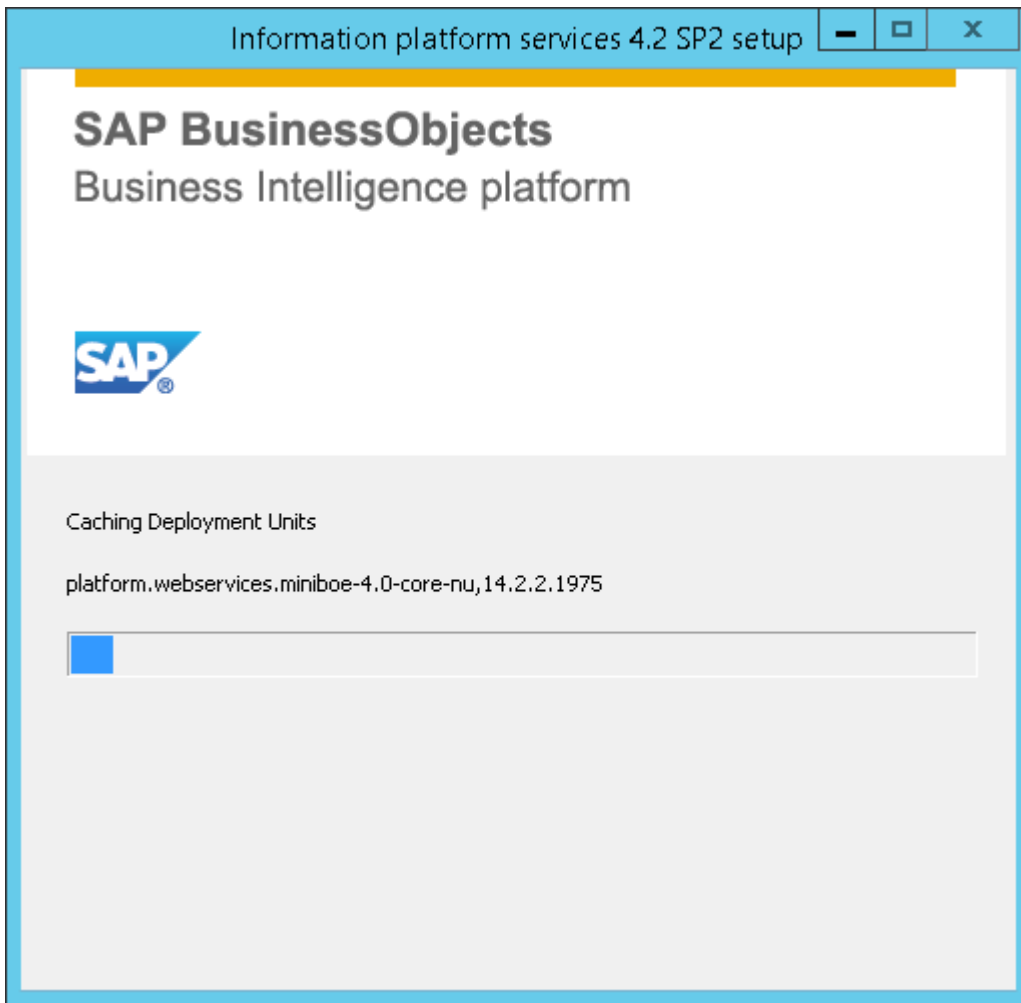 Information platform services 4.2 SP2 setup
SAP BusinessObjects
Business Intelligence platform
SAP®
Caching Deployment Units
platform.webservices.miniboe-4.0-core-nu,14.2.2.1975